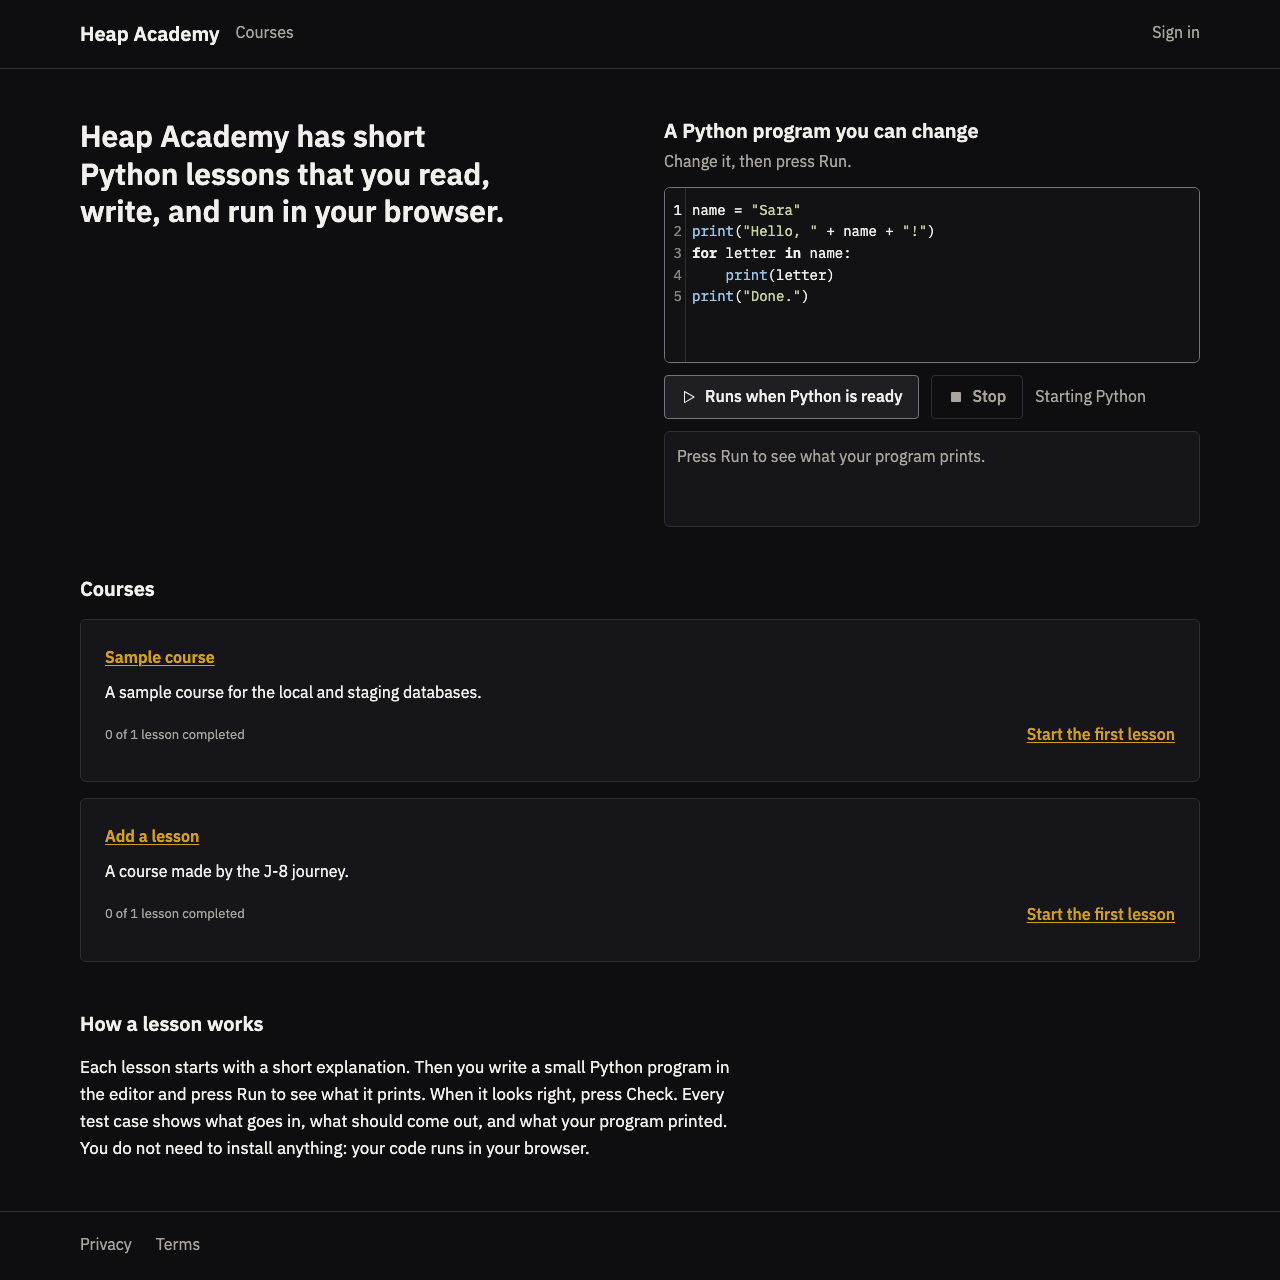 Heap Academy Courses Sign in
Heap Academy has short
Python lessons that you read,
write, and run in your browser.
A Python program you can change
Change it, then press Run.
1 name = "Sara"
2 print("Hello, " + name + "!")
3 for letter in name:
4     print(letter)
5 print("Done.")
Runs when Python is ready Stop Starting Python
Press Run to see what your program prints.
Courses
Sample course
A sample course for the local and staging databases.
0 of 1 lesson completed Start the first lesson
Add a lesson
A course made by the J-8 journey.
0 of 1 lesson completed Start the first lesson
How a lesson works
Each lesson starts with a short explanation. Then you write a small Python program in
the editor and press Run to see what it prints. When it looks right, press Check. Every
test case shows what goes in, what should come out, and what your program printed.
You do not need to install anything: your code runs in your browser.
Privacy Terms